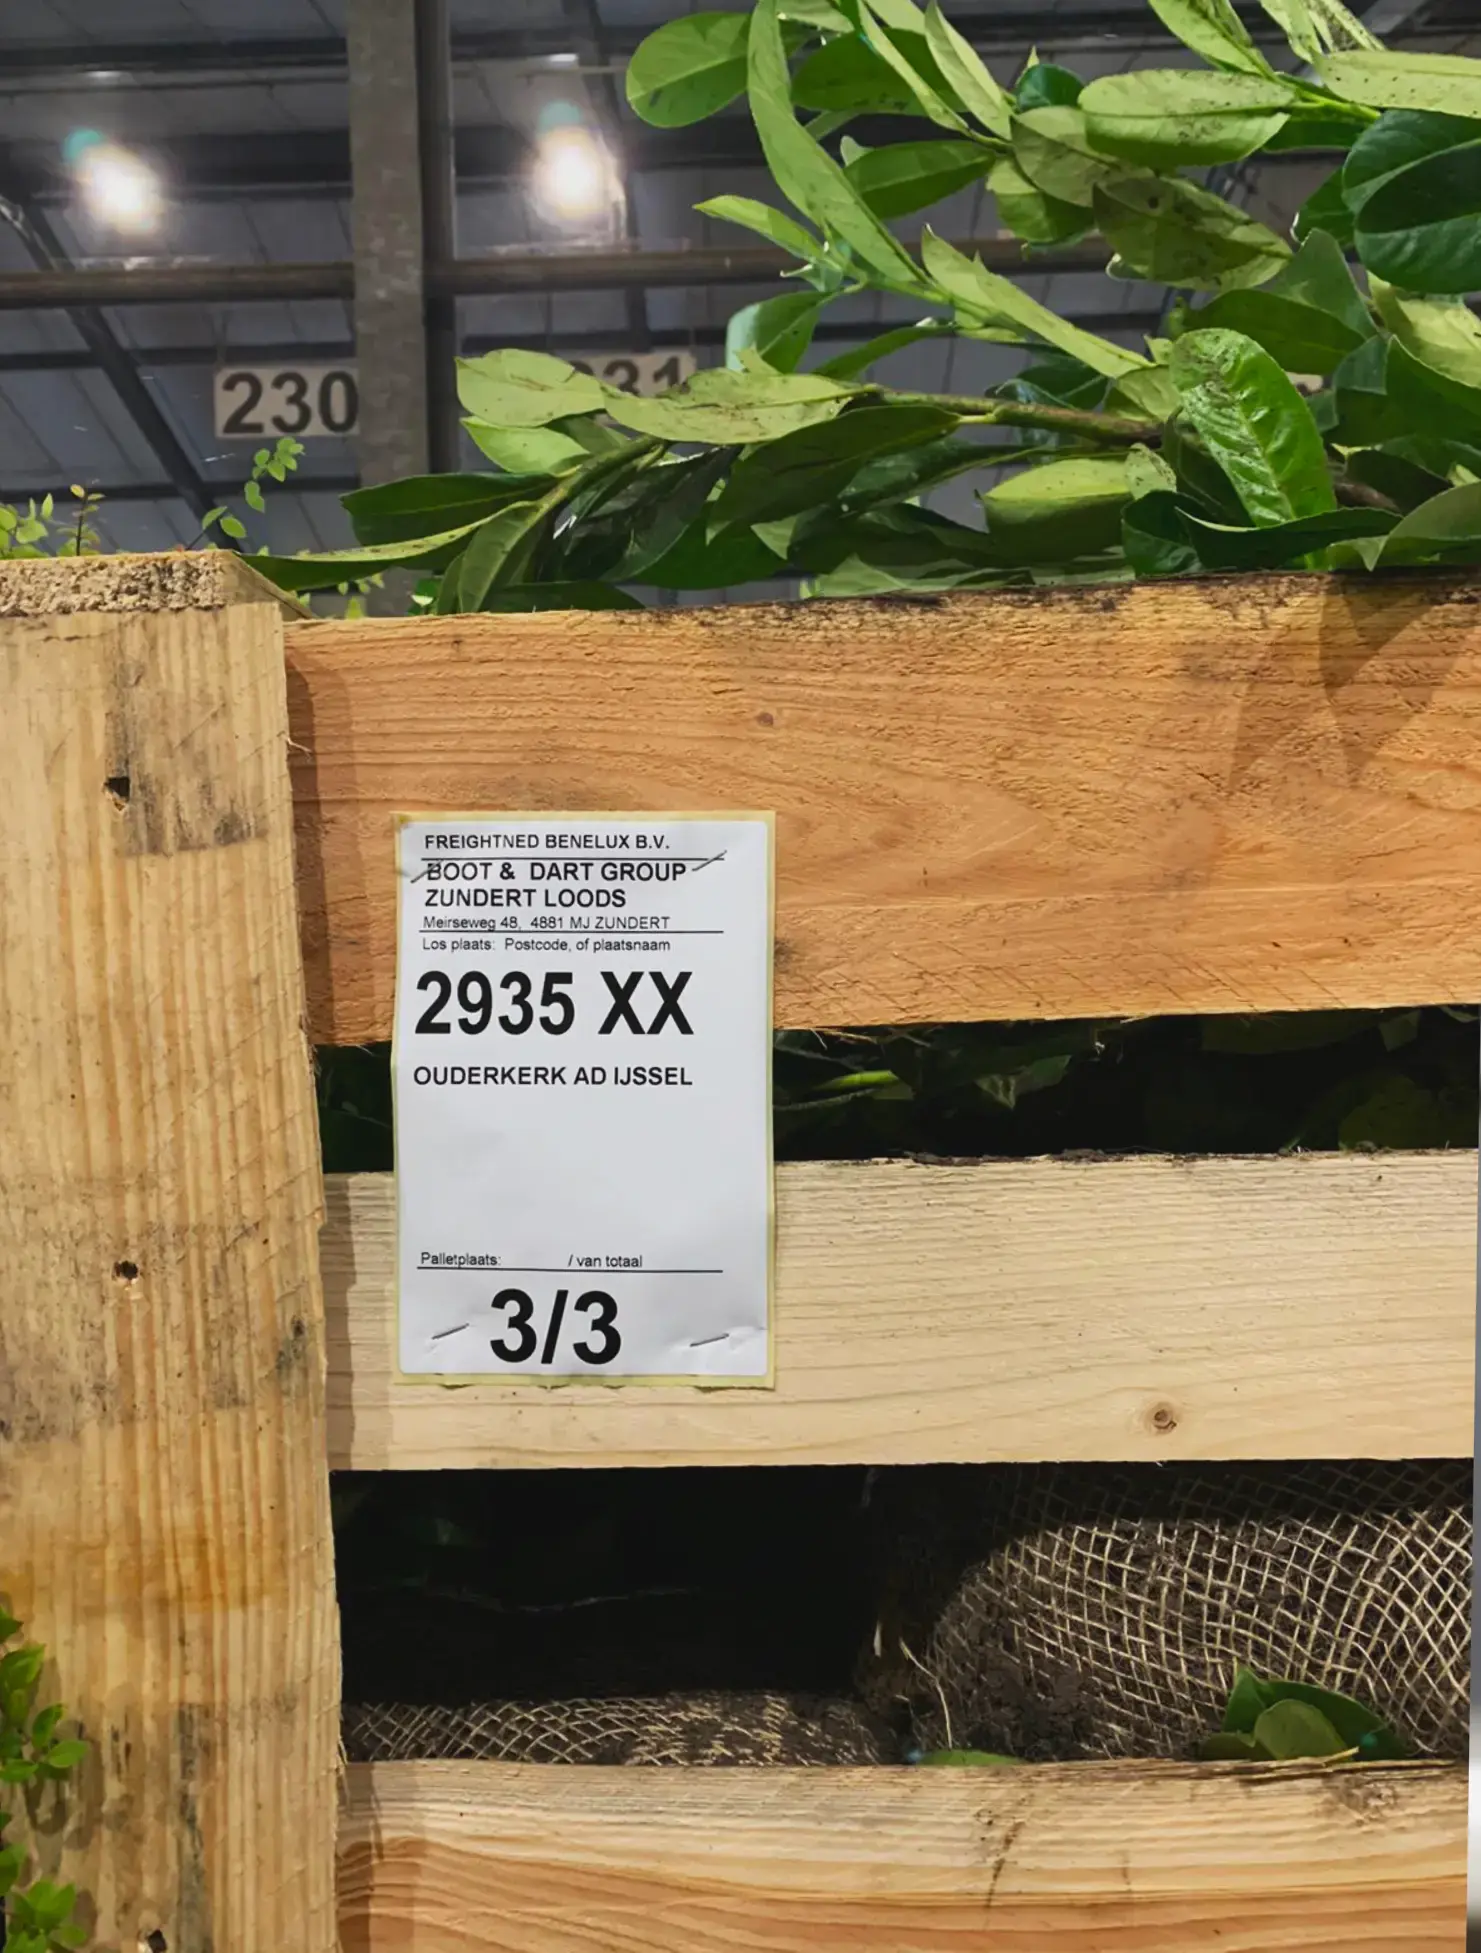 230
231
FREIGHTNED BENELUX B.V.
BOOT & DART GROUP
ZUNDERT LOODS
Meirseweg 48, 4881 MJ ZUNDERT
Los plaats: Postcode, of plaatsnaam
2935 XX
OUDERKERK AD IJSSEL
Palletplaats: / van totaal
3/3